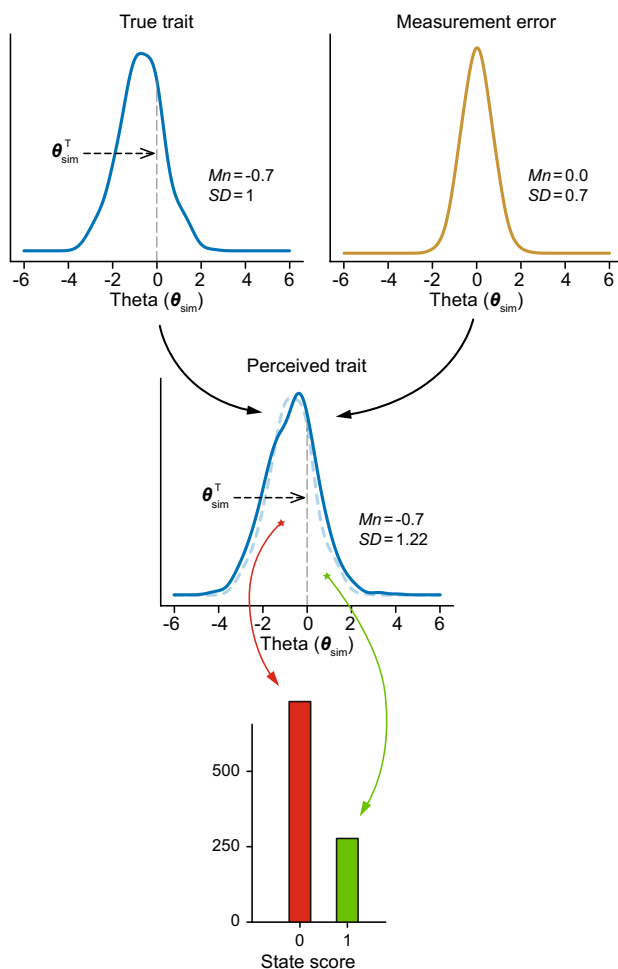 True trait
Measurement error
θ T sim
Mn = -0.7
SD = 1
Mn = 0.0
SD = 0.7
-6 -4 -2 0 2 4 6
-6 -4 -2 0 2 4 6
Theta (θsim)
Theta (θsim)
Perceived trait
θ T sim
Mn = -0.7
SD = 1.22
-6 -4 -2 0 2 4 6
Theta (θsim)
500
250
0
0 1
State score